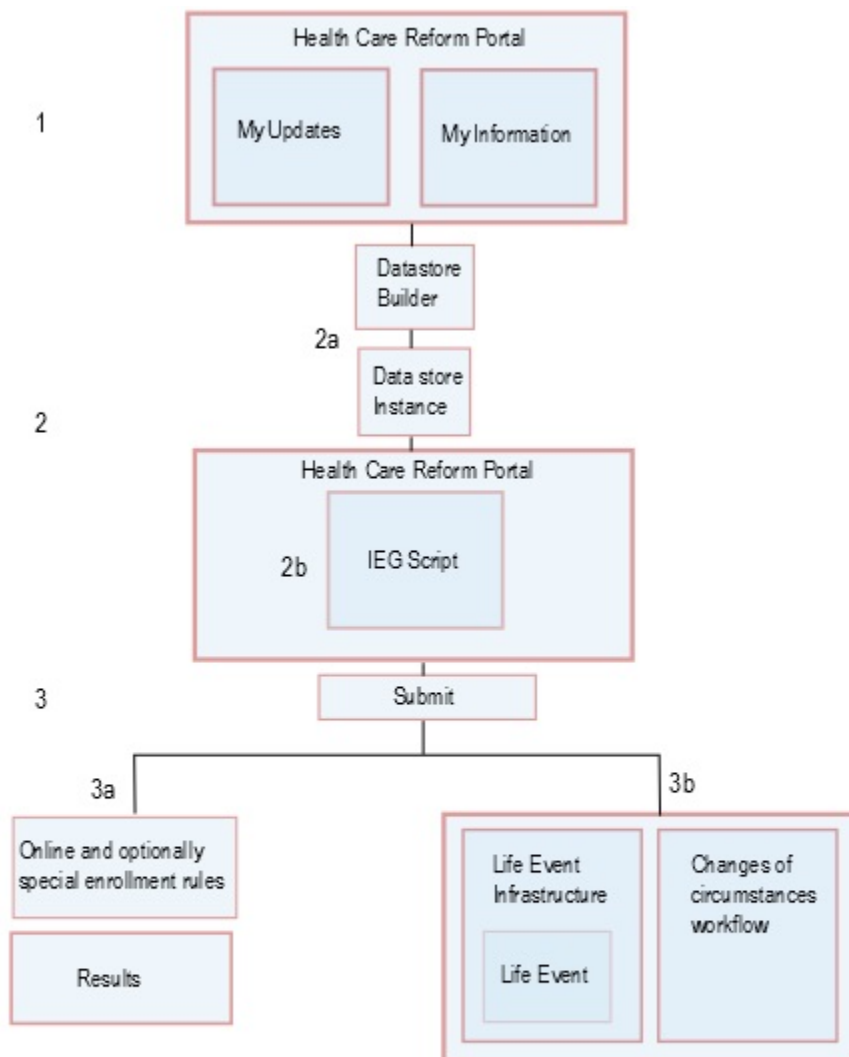 Health Care Reform Portal
1
My Updates
My Information
Datastore
Builder
2a
Data store
Instance
2
Health Care Reform Portal
2b
IEG Script
3
Submit
3a
3b
Online and optionally
special enrollment rules
Results
Life Event
Infrastructure
Life Event
Changes of
circumstances
workflow